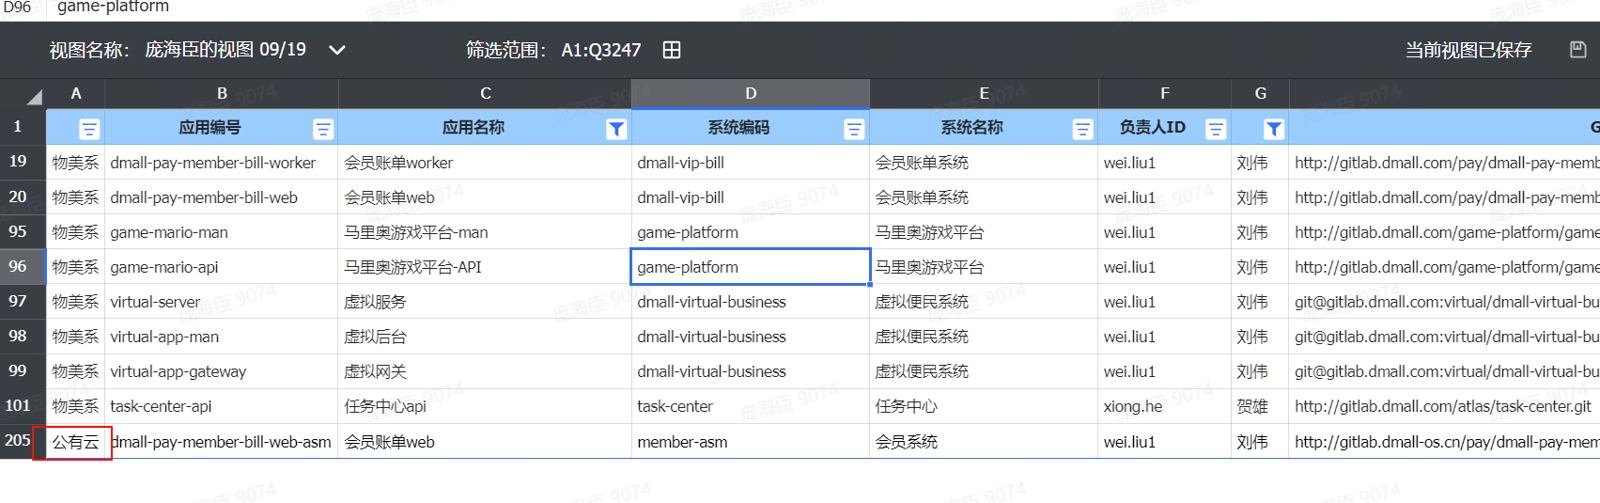 D96 game-platform
视图名称： 庞海臣的视图 09/19 筛选范围： A1:Q3247 当前视图已保存
A B C D E F G
1 应用编号 应用名称 系统编码 系统名称 负责人ID G
19 物美系 dmall-pay-member-bill-worker 会员账单worker dmall-vip-bill 会员账单系统 wei.liu1 刘伟 http://gitlab.dmall.com/pay/dmall-pay-memb
20 物美系 dmall-pay-member-bill-web 会员账单web dmall-vip-bill 会员账单系统 wei.liu1 刘伟 http://gitlab.dmall.com/pay/dmall-pay-memb
95 物美系 game-mario-man 马里奥游戏平台-man game-platform 马里奥游戏平台 wei.liu1 刘伟 http://gitlab.dmall.com/game-platform/game
96 物美系 game-mario-api 马里奥游戏平台-API game-platform 马里奥游戏平台 wei.liu1 刘伟 http://gitlab.dmall.com/game-platform/game
97 物美系 virtual-server 虚拟服务 dmall-virtual-business 虚拟便民系统 wei.liu1 刘伟 git@gitlab.dmall.com:virtual/dmall-virtual-bu
98 物美系 virtual-app-man 虚拟后台 dmall-virtual-business 虚拟便民系统 wei.liu1 刘伟 git@gitlab.dmall.com:virtual/dmall-virtual-bu
99 物美系 virtual-app-gateway 虚拟网关 dmall-virtual-business 虚拟便民系统 wei.liu1 刘伟 git@gitlab.dmall.com:virtual/dmall-virtual-bu
101 物美系 task-center-api 任务中心api task-center 任务中心 xiong.he 贺雄 http://gitlab.dmall.com/atlas/task-center.git
205 公有云 dmall-pay-member-bill-web-asm 会员账单web member-asm 会员系统 wei.liu1 刘伟 http://gitlab.dmall-os.cn/pay/dmall-pay-mem
庞海臣 9074